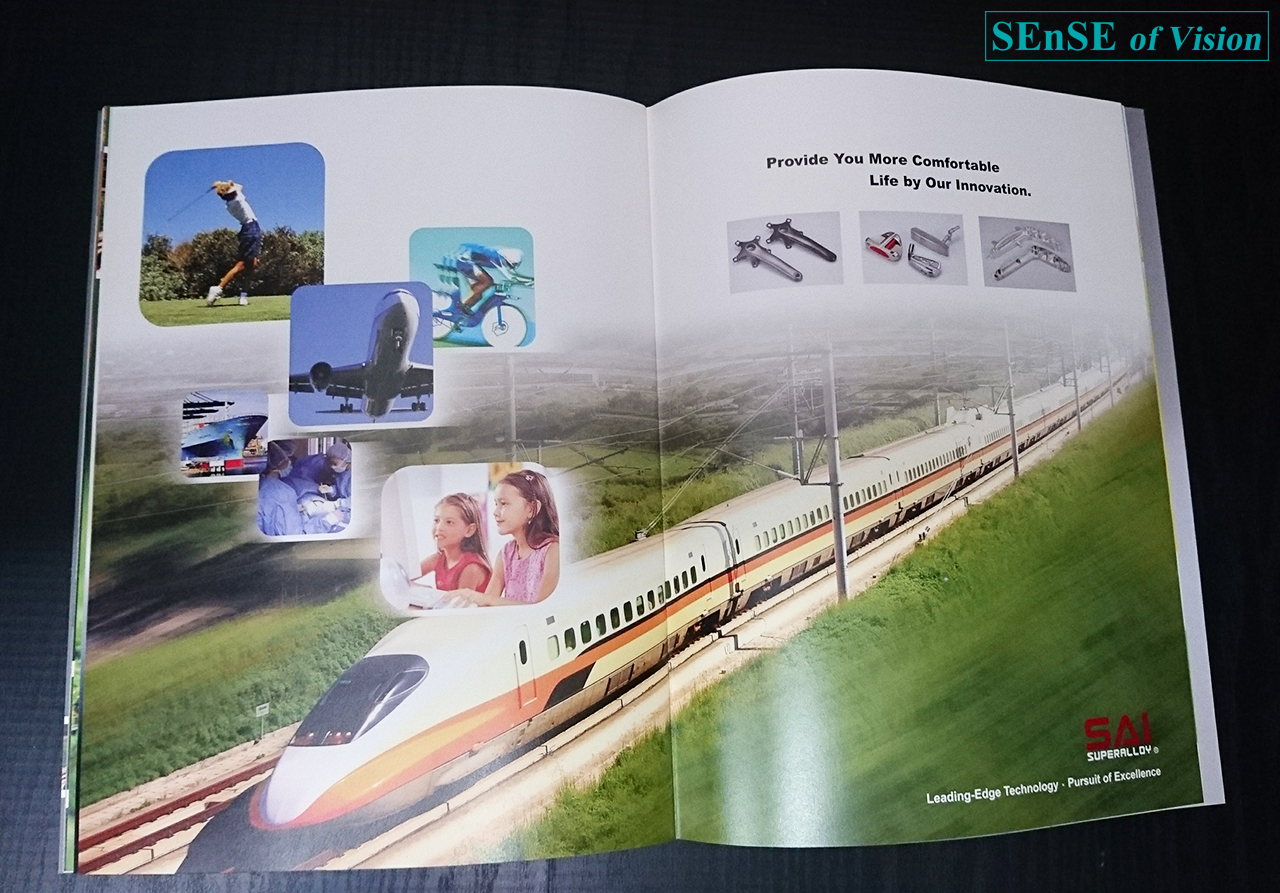 SEnSE of Vision
Provide You More Comfortable
Life by Our Innovation.
SAI
SUPERALLOY®
Leading-Edge Technology · Pursuit of Excellence